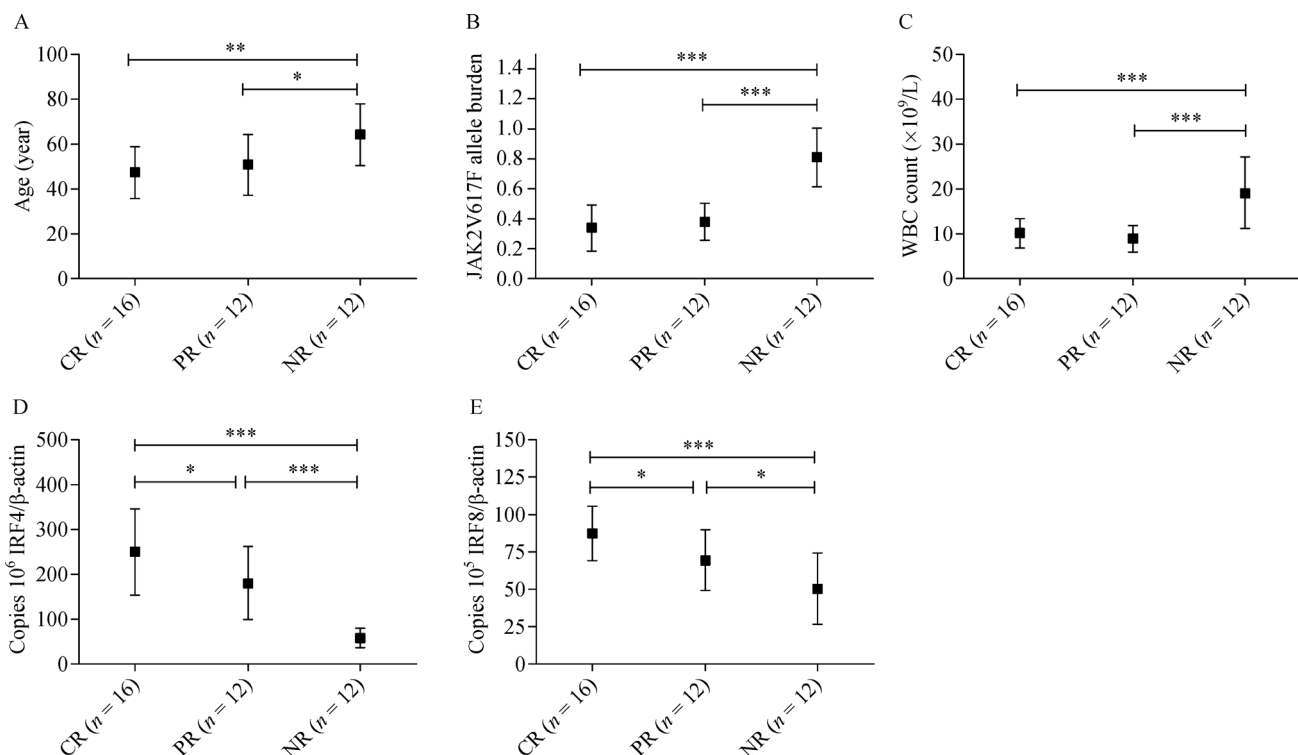 A
Age (year)
100
80
60
40
20
0
**
*
CR (n = 16)
PR (n = 12)
NR (n = 12)
B
JAK2V617F allele burden
1.4
1.2
1.0
0.8
0.6
0.4
0.2
0.0
***
***
CR (n = 16)
PR (n = 12)
NR (n = 12)
C
WBC count (×10⁹/L)
50
40
30
20
10
0
***
***
CR (n = 16)
PR (n = 12)
NR (n = 12)
D
Copies 10⁶ IRF4/β-actin
500
400
300
200
100
0
***
*
***
CR (n = 16)
PR (n = 12)
NR (n = 12)
E
Copies 10⁵ IRF8/β-actin
150
125
100
75
50
25
0
***
*
*
CR (n = 16)
PR (n = 12)
NR (n = 12)